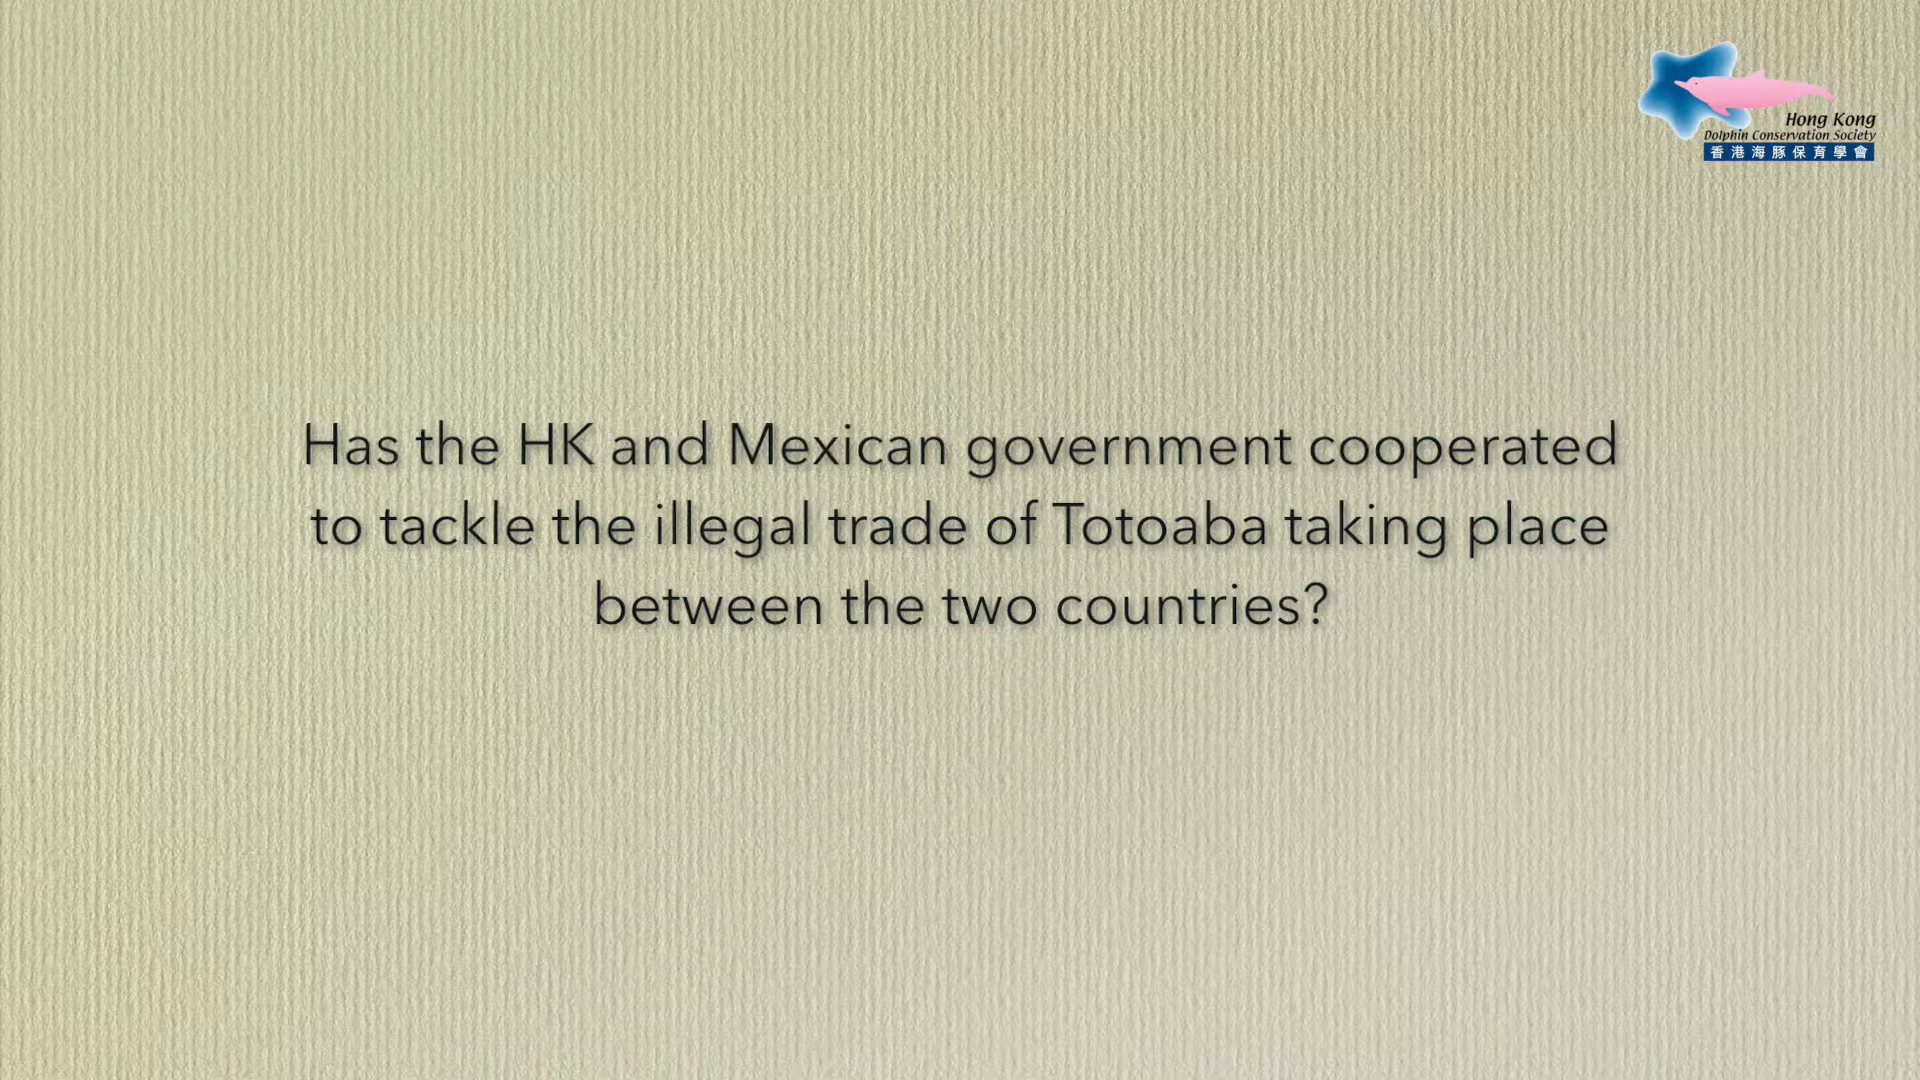 Hong Kong
Dolphin Conservation Society
香港海豚保育學會
Has the HK and Mexican government cooperated
to tackle the illegal trade of Totoaba taking place
between the two countries?